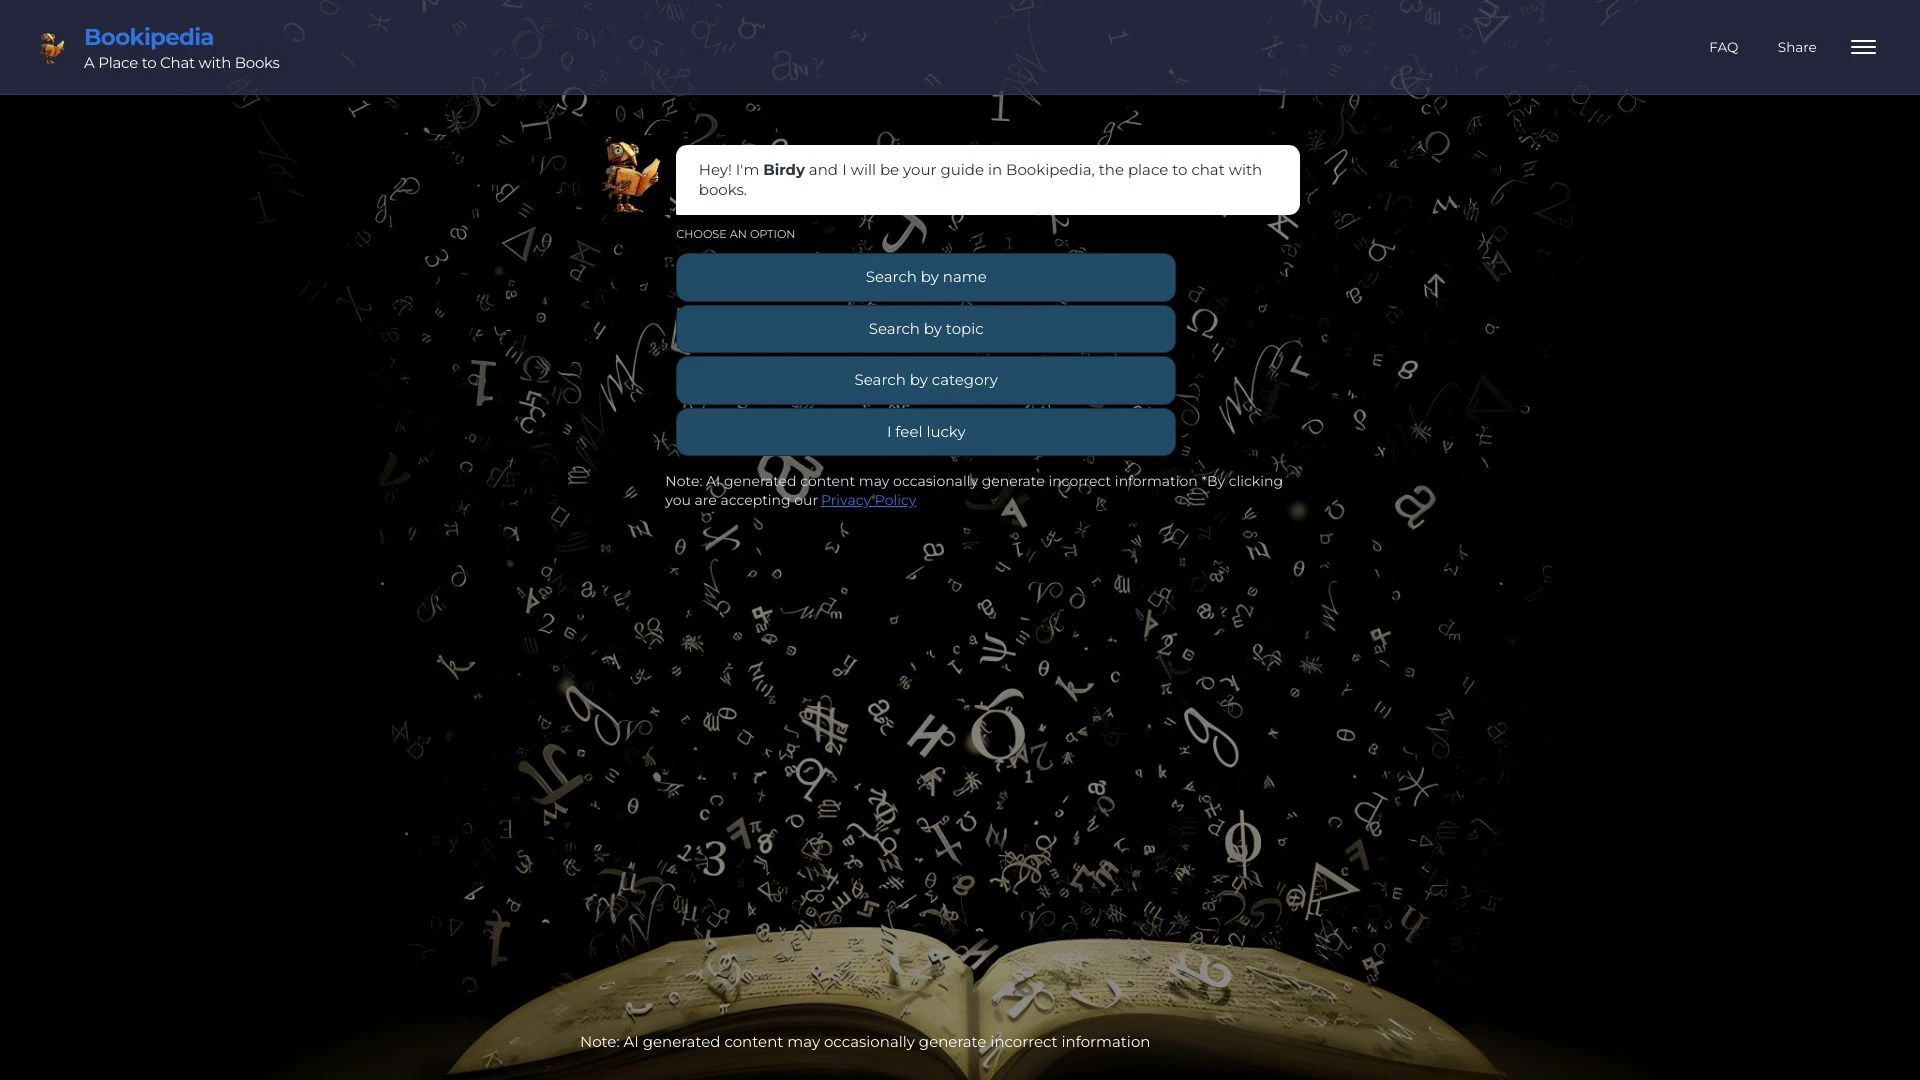 Bookipedia
A Place to Chat with Books
FAQ
Share
Hey! I'm Birdy and I will be your guide in Bookipedia, the place to chat with
books.
CHOOSE AN OPTION
Search by name
Search by topic
Search by category
I feel lucky
Note: AI generated content may occasionally generate incorrect information *By clicking
you are accepting our Privacy Policy
Note: AI generated content may occasionally generate incorrect information